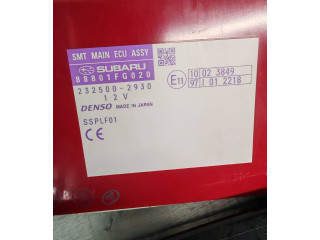 SMT MAIN ECU ASSY
SUBARU
88801FG020
232500-2930
12V
DENSO MADE IN JAPAN
SSPLF01
CE
E11
10 02 3849
97 I 01 2218